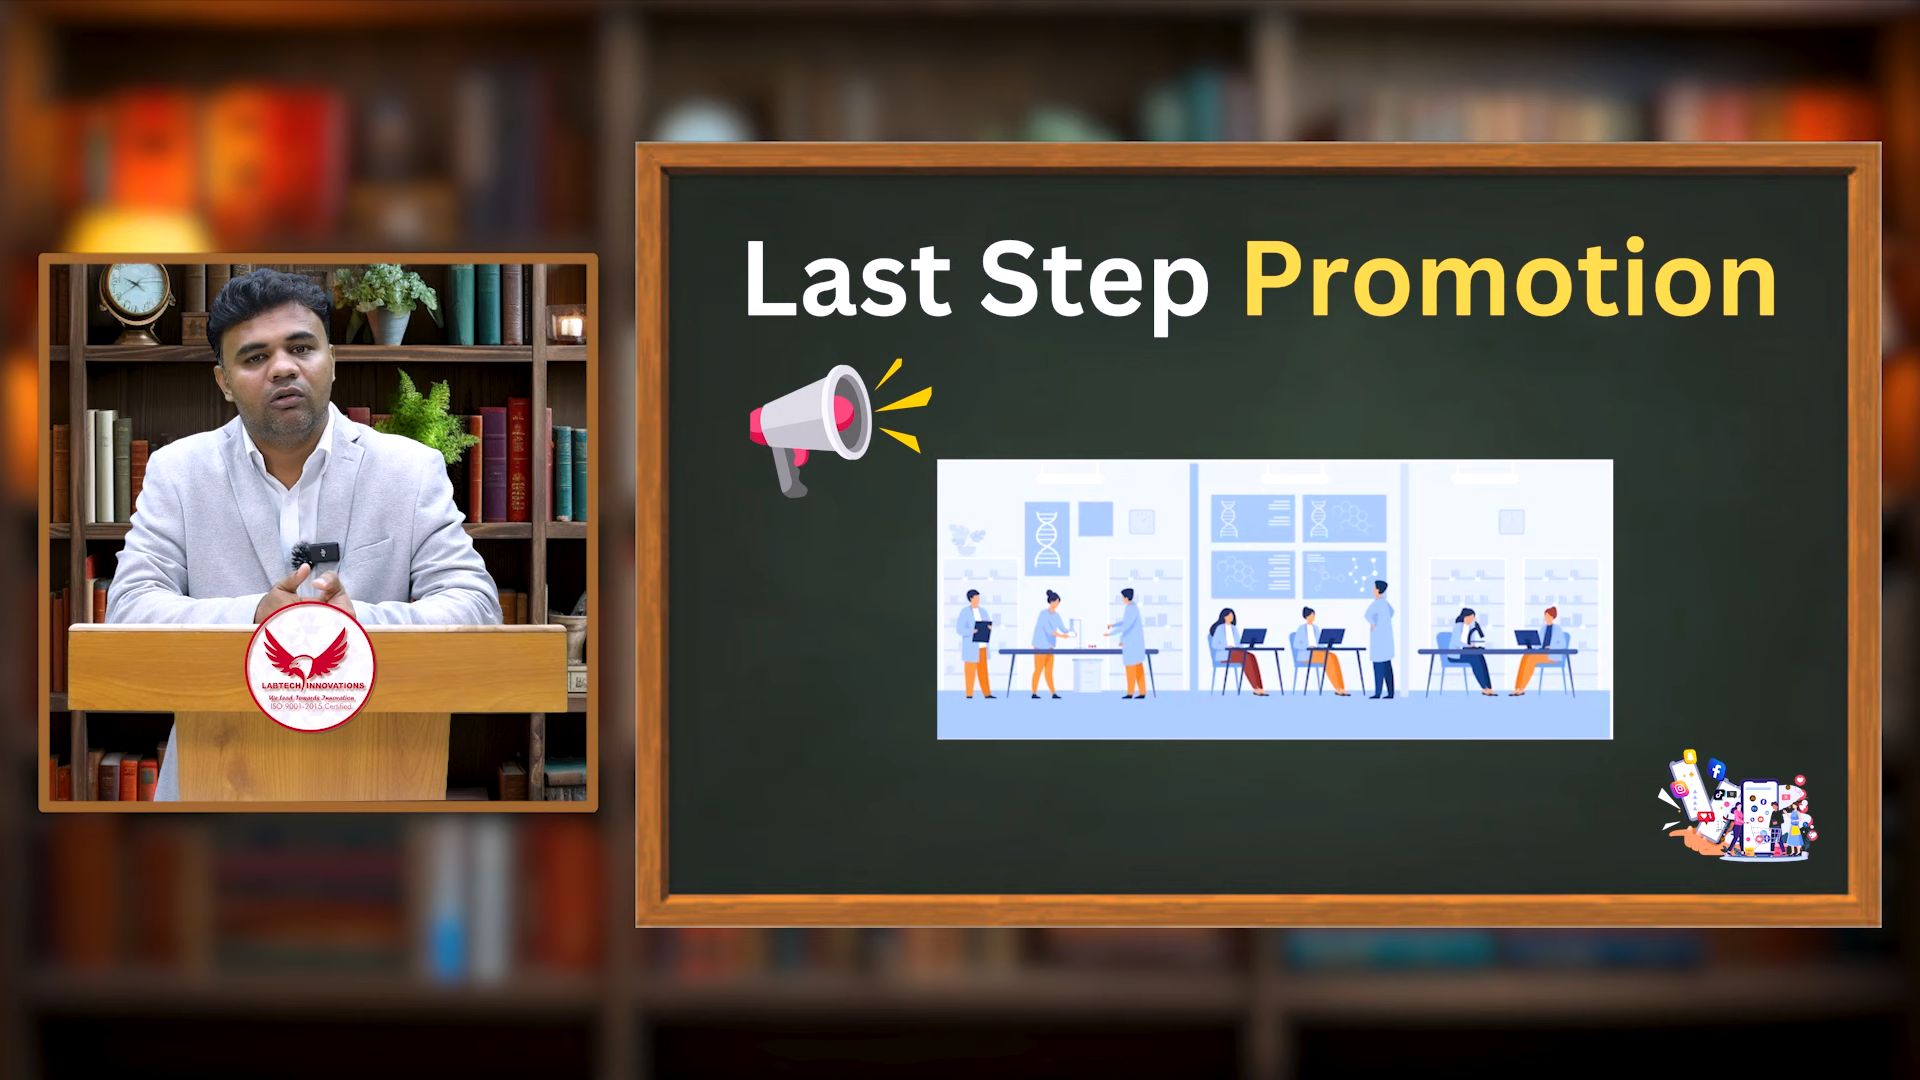 Last Step Promotion
LABTECH INNOVATIONS
We Lead Towards Innovation
ISO 9001-2015 Certified